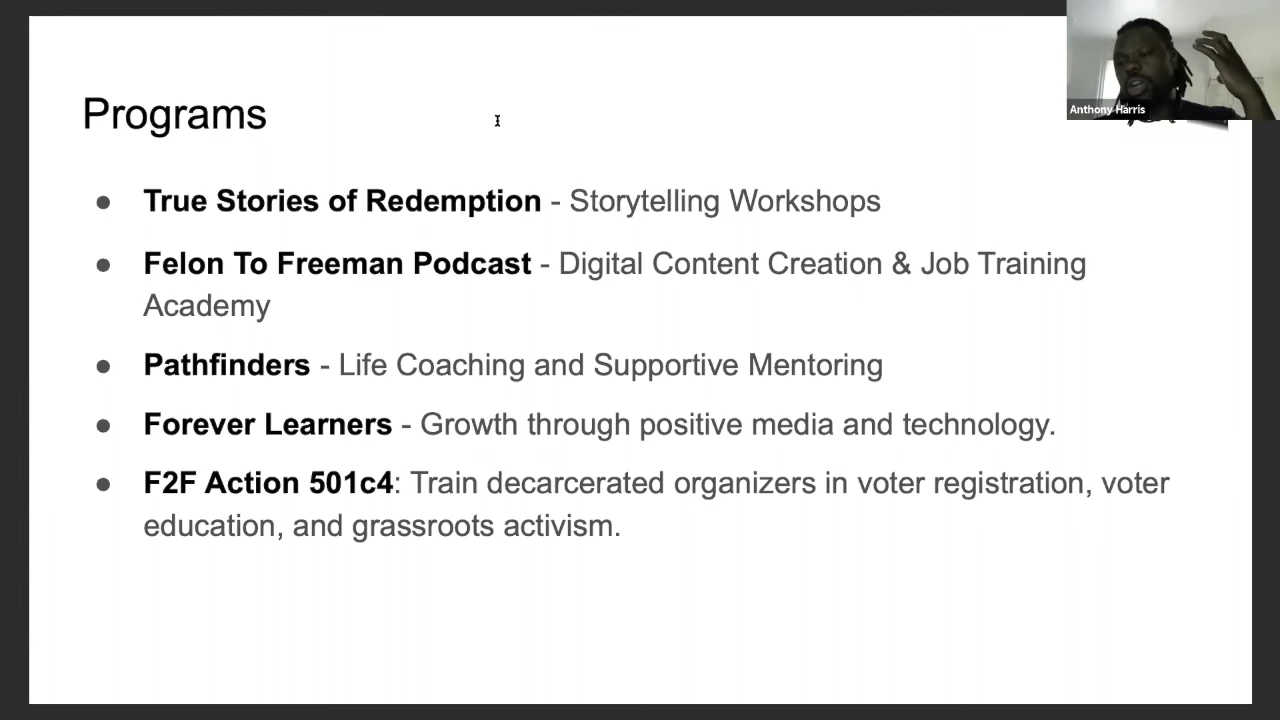 Programs
Anthony Harris
● True Stories of Redemption - Storytelling Workshops
● Felon To Freeman Podcast - Digital Content Creation & Job Training
Academy
● Pathfinders - Life Coaching and Supportive Mentoring
● Forever Learners - Growth through positive media and technology.
● F2F Action 501c4: Train decarcerated organizers in voter registration, voter
education, and grassroots activism.